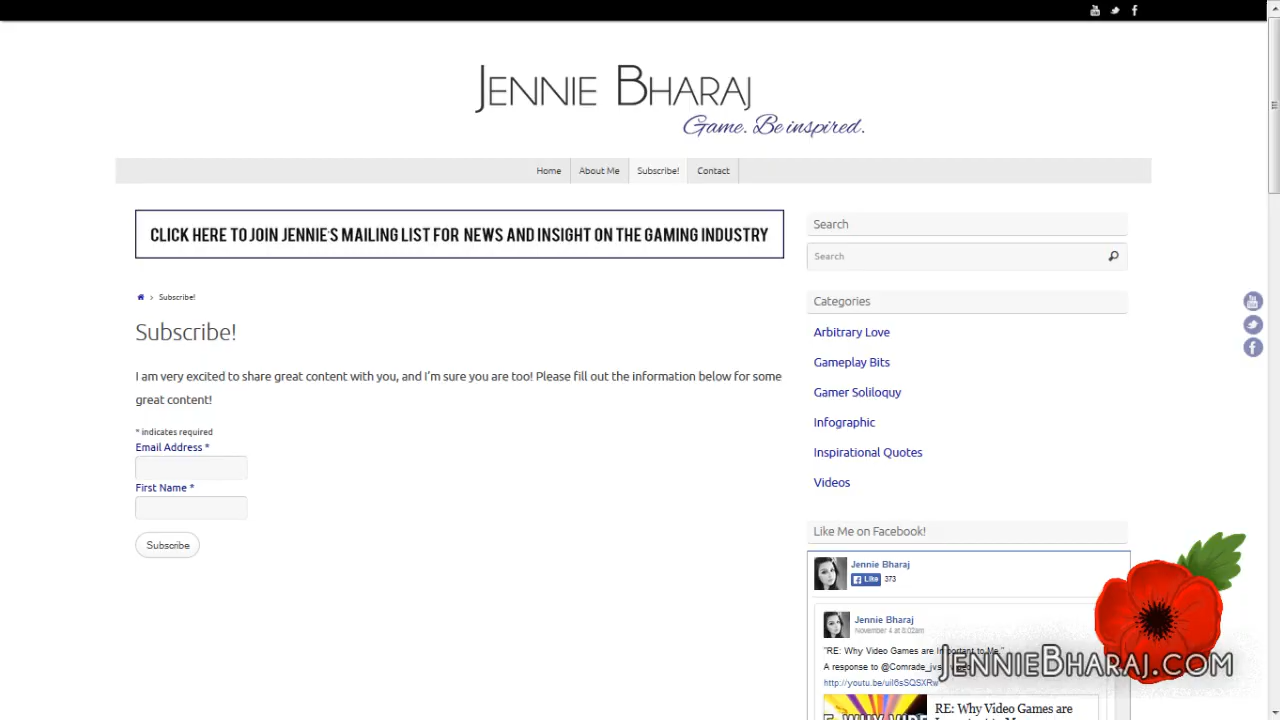 JENNIE BHARAJ
Game. Be inspired.
Home
About Me
Subscribe!
Contact
CLICK HERE TO JOIN JENNIE'S MAILING LIST FOR NEWS AND INSIGHT ON THE GAMING INDUSTRY
Subscribe!
Subscribe!
I am very excited to share great content with you, and I'm sure you are too! Please fill out the information below for some
great content!
* indicates required
Email Address *
First Name *
Subscribe
Search
Search
Categories
Arbitrary Love
Gameplay Bits
Gamer Soliloquy
Infographic
Inspirational Quotes
Videos
Like Me on Facebook!
Jennie Bharaj
Like 373
Jennie Bharaj
November 4 at 8:02am
"RE: Why Video Games are Important to Me."
A response to @Comrade_jvs
RE: Why Video Games are
JENNIEBHARAJ.COM